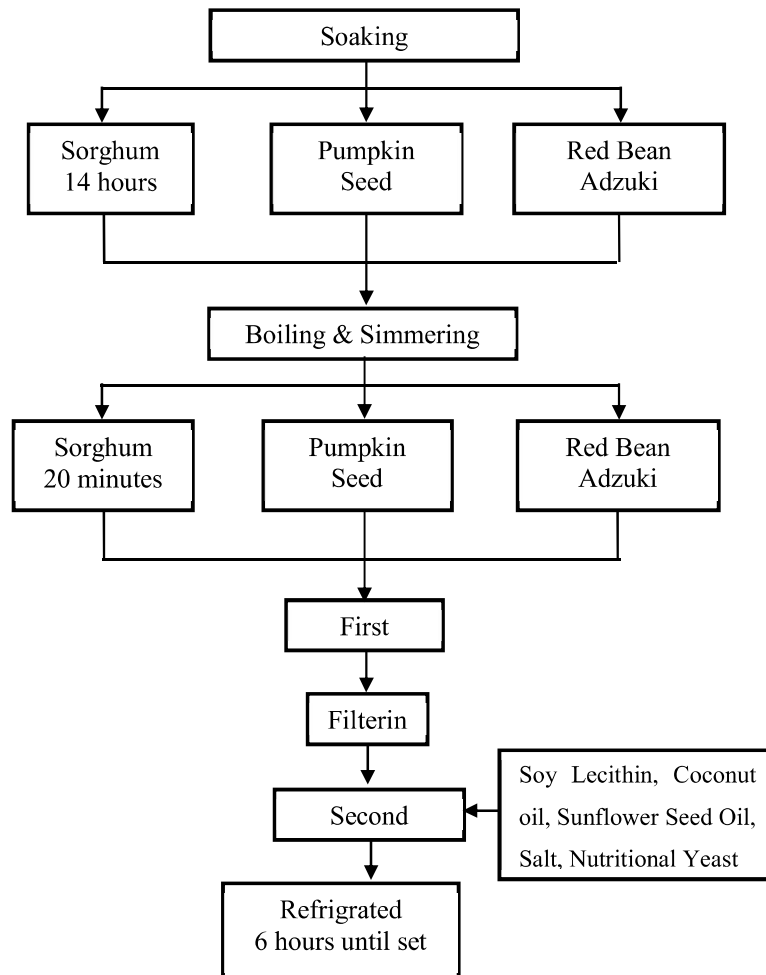 Soaking
Sorghum
14 hours
Pumpkin
Seed
Red Bean
Adzuki
Boiling & Simmering
Sorghum
20 minutes
Pumpkin
Seed
Red Bean
Adzuki
First
Filterin
Second
Soy Lecithin, Coconut
oil, Sunflower Seed Oil,
Salt, Nutritional Yeast
Refrigrated
6 hours until set